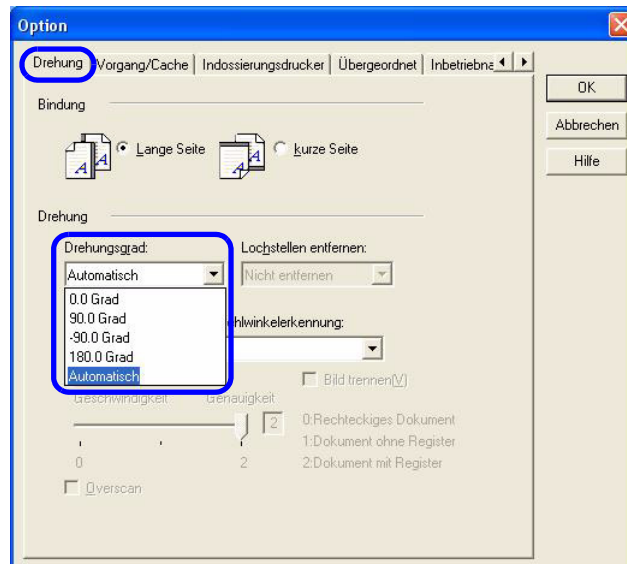 Option
Drehung Vorgang/Cache Indossierungsdrucker Übergeordnet Inbetriebna
OK
Abbrechen
Hilfe
Bindung
Lange Seite kurze Seite
Drehung
Drehungsgrad: Lochstellen entfernen:
Automatisch Nicht entfernen
0.0 Grad
90.0 Grad
-90.0 Grad
180.0 Grad
Automatisch
hlwinkelerkennung:
Bild trennen(V)
Geschwindigkeit Genauigkeit
2
0:Rechteckiges Dokument
1:Dokument ohne Register
2:Dokument mit Register
0 2
Overscan